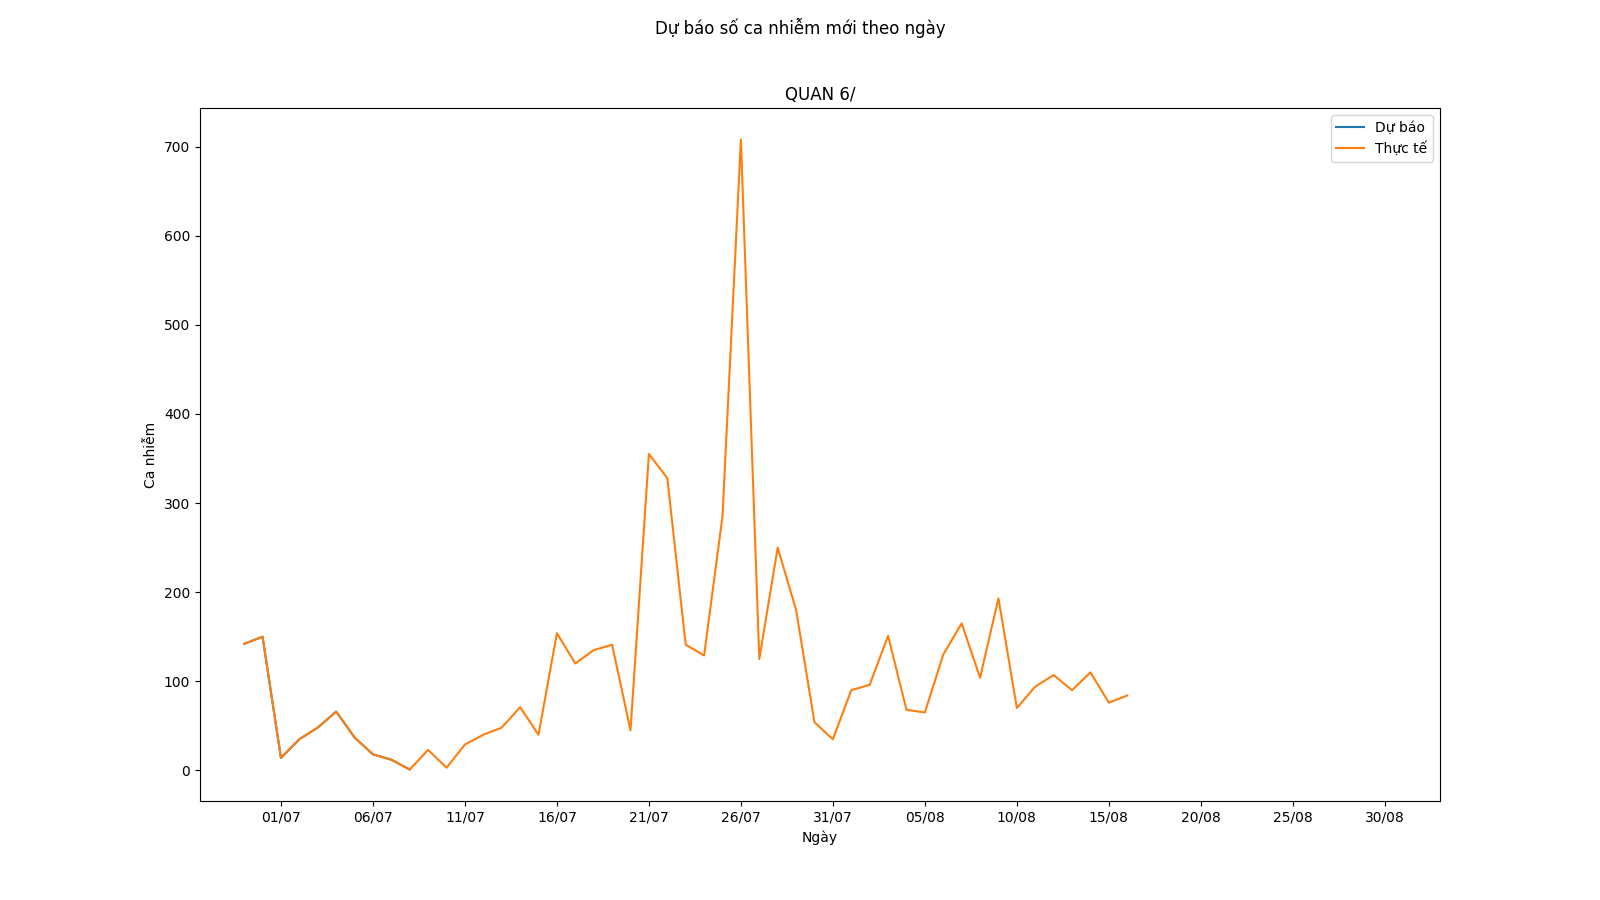 Dự báo số ca nhiễm mới theo ngày
QUAN 6/
Dự báo
Thực tế
700
600
500
400
300
200
100
0
Ca nhiễm
01/07 06/07 11/07 16/07 21/07 26/07 31/07 05/08 10/08 15/08 20/08 25/08 30/08
Ngày